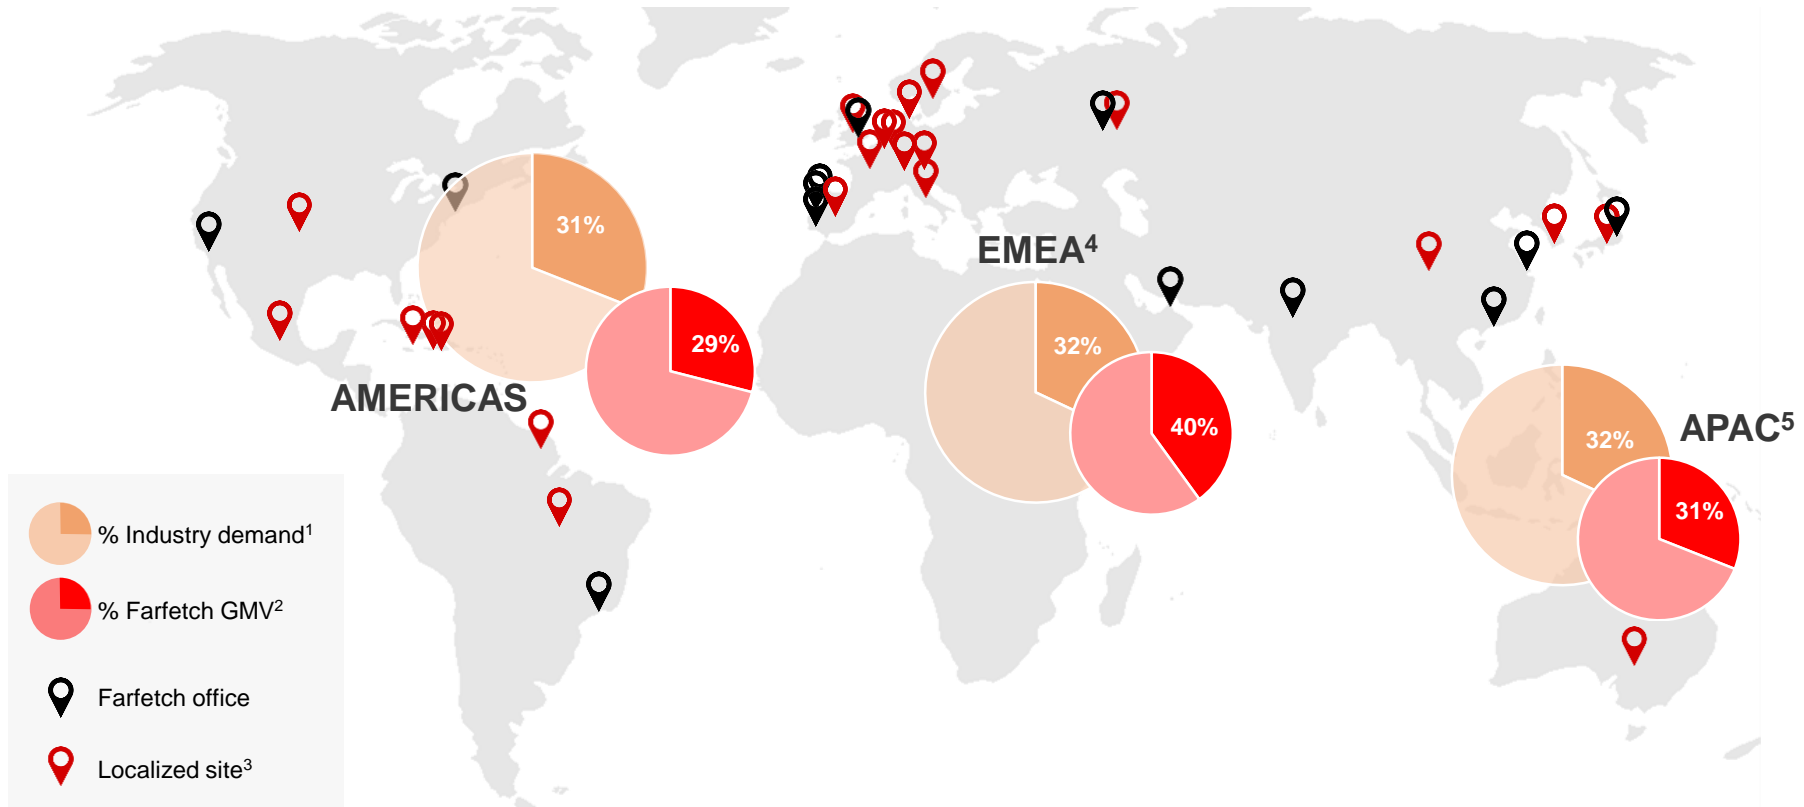 31%
EMEA4
29%
32%
AMERICAS
40%
APAC5
32%
31%
% Industry demand1
% Farfetch GMV2
Farfetch office
Localized site3